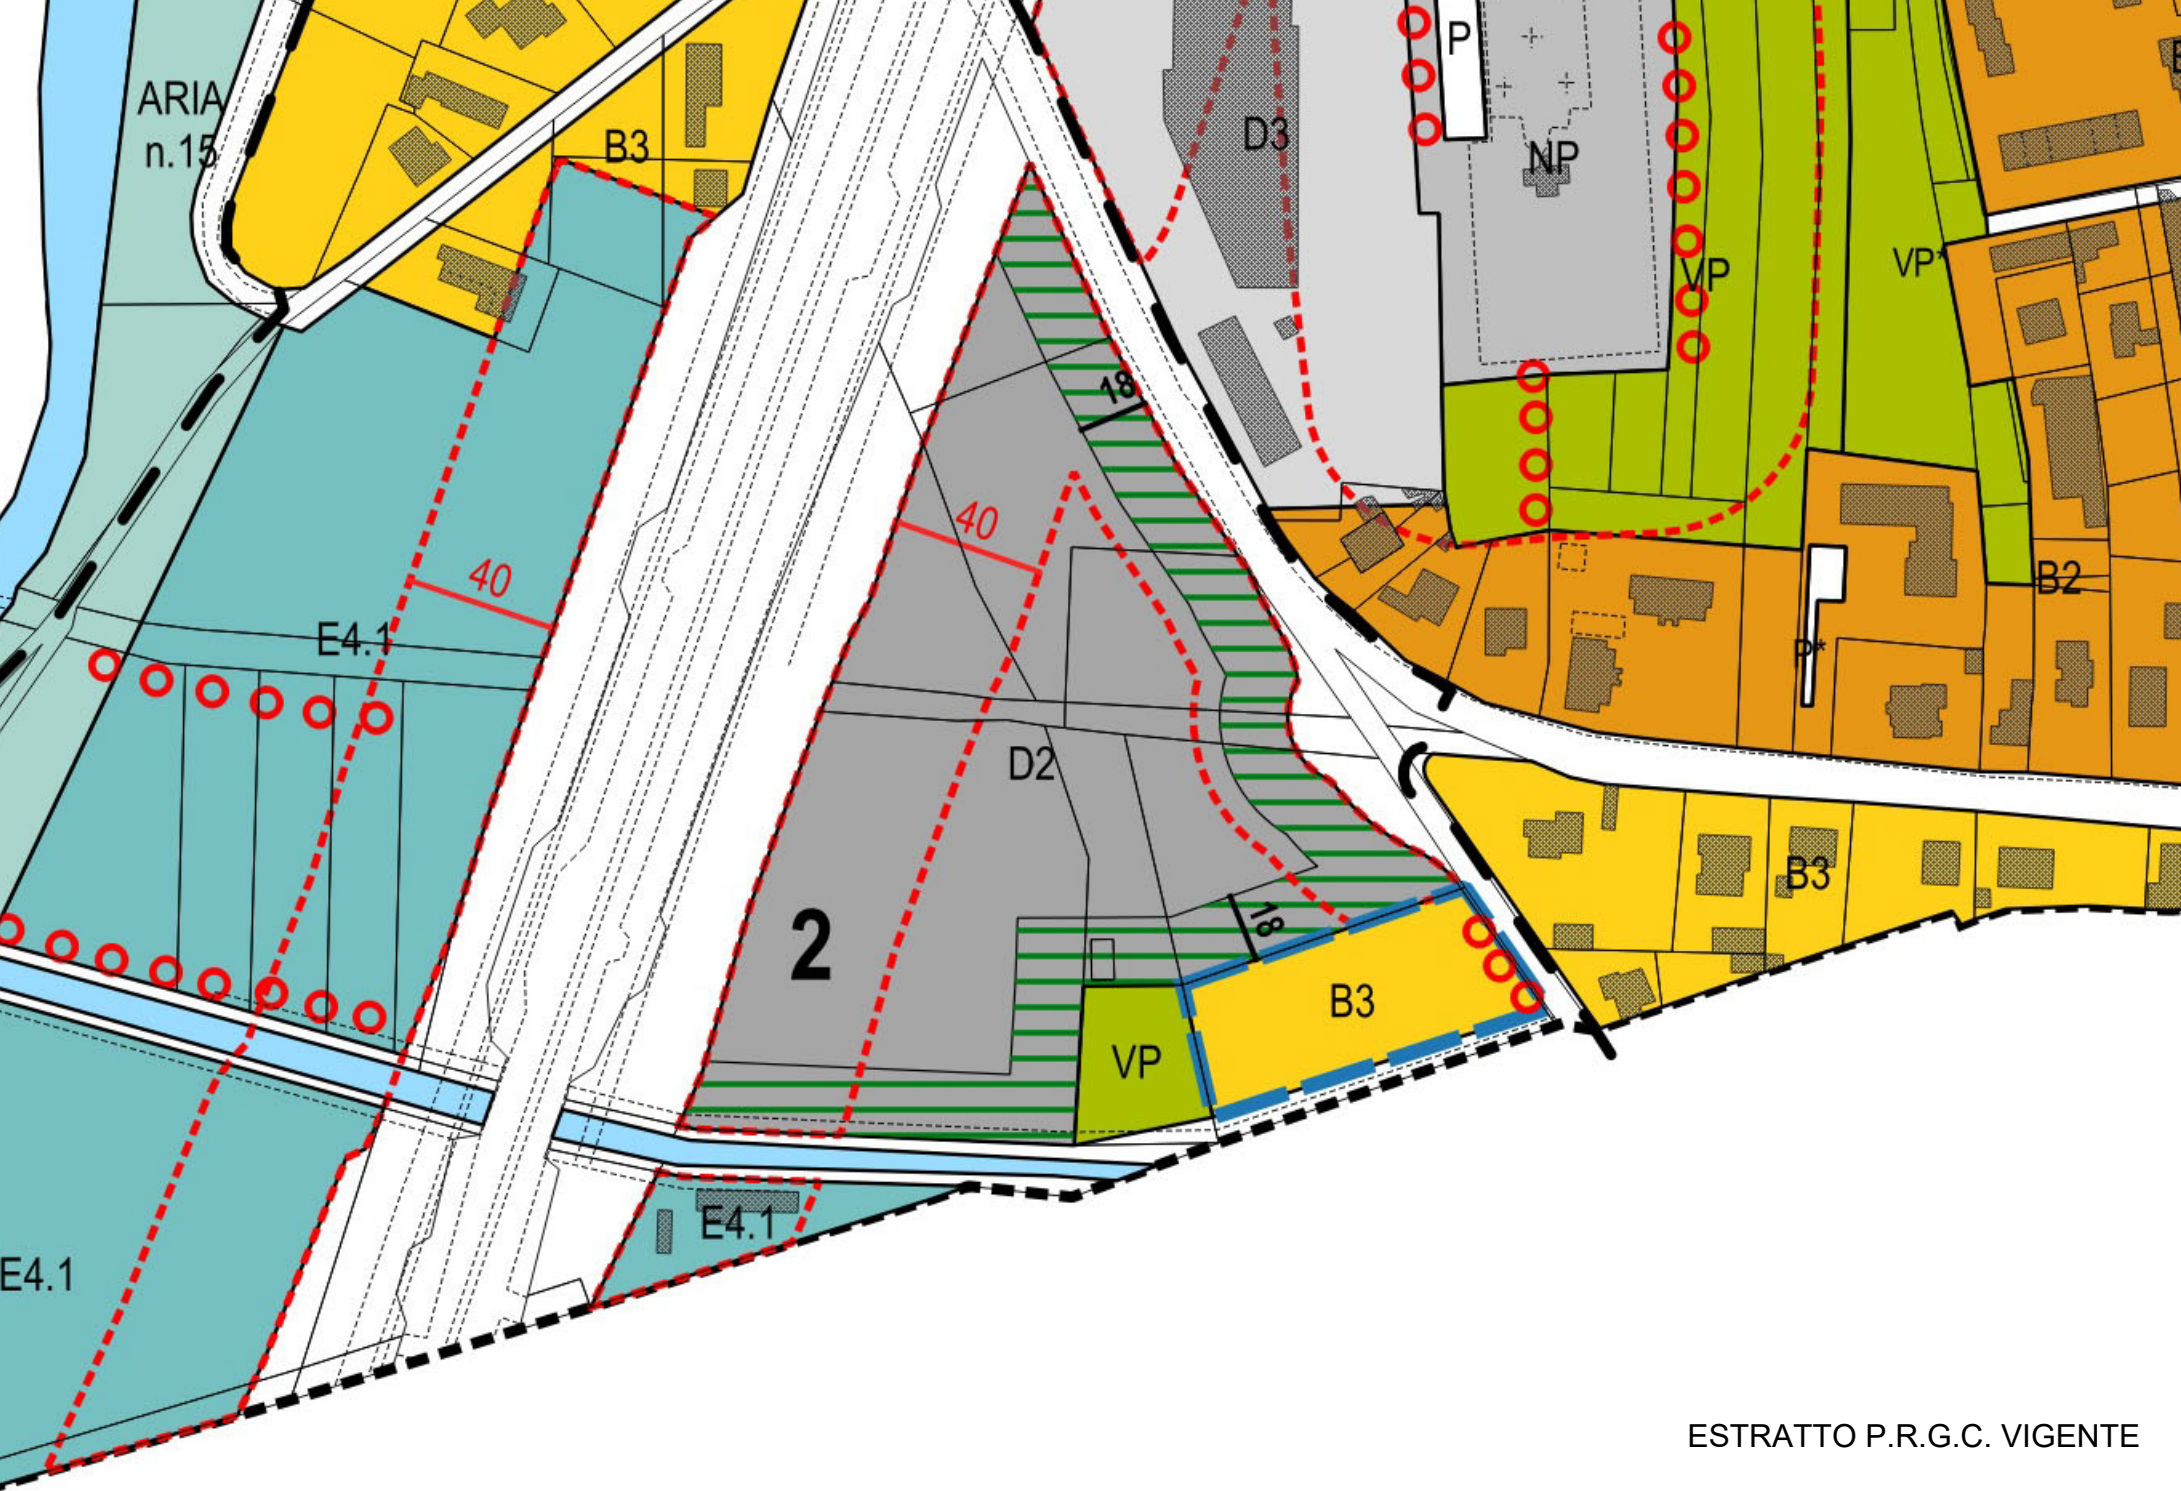 P
ARIA
n.15
B3
D3
NP
VP
VP*
18
40
40
E4.1
B2
P*
D2
B3
2
18
B3
VP
E4.1
E4.1
ESTRATTO P.R.G.C. VIGENTE